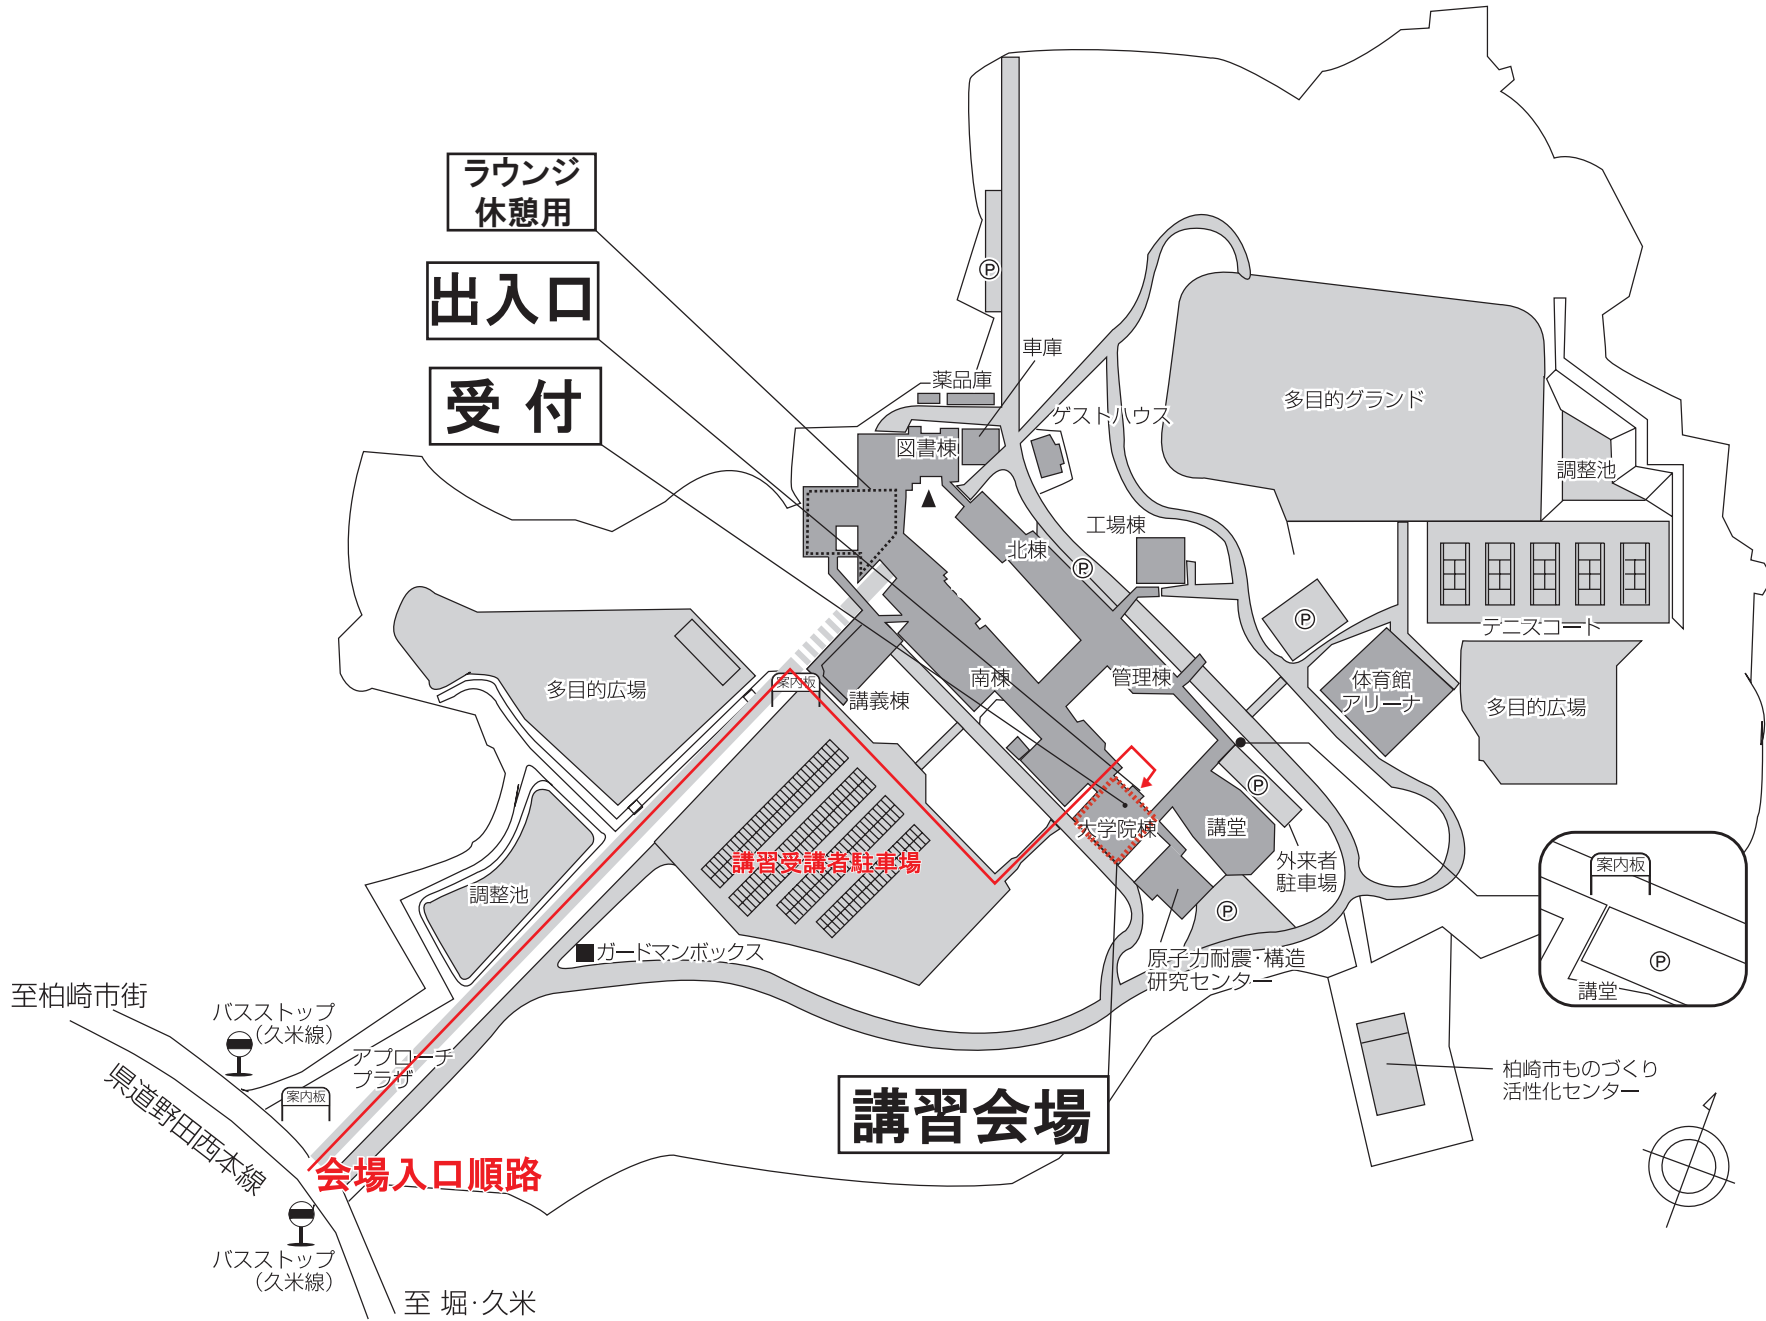 ラウンジ
休憩用
出入口
受 付
車庫
薬品庫
ゲストハウス
図書棟
多目的グランド
調整池
工場棟
北棟
P
P
P
テニスコート
多目的広場
案内板
講義棟
南棟
管理棟
体育館
アリーナ
多目的広場
P
大学院棟
講堂
講習受講者駐車場
外来者
駐車場
調整池
P
案内板
P
講堂
ガードマンボックス
原子力耐震・構造
研究センター
至柏崎市街
バスストップ
(久米線)
アプローチ
プラザ
案内板
県道野田西本線
講習会場
柏崎市ものづくり
活性化センター
会場入口順路
バスストップ
(久米線)
至 堀・久米